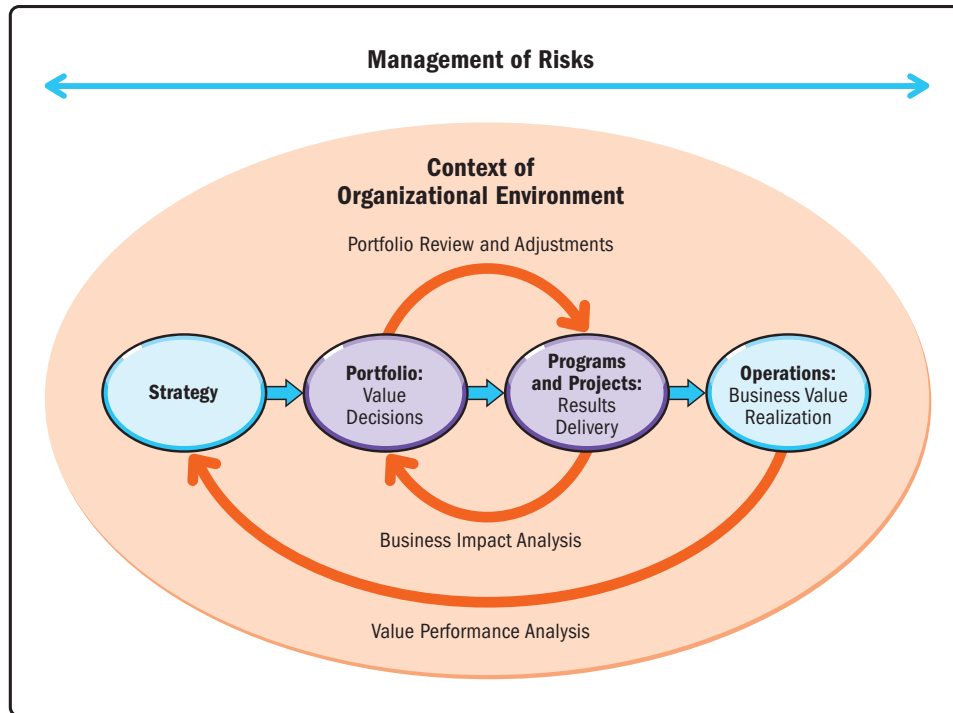 Management of Risks
Context of
Organizational Environment
Portfolio Review and Adjustments
Strategy
Portfolio:
Value
Decisions
Programs
and Projects:
Results
Delivery
Operations:
Business Value
Realization
Business Impact Analysis
Value Performance Analysis